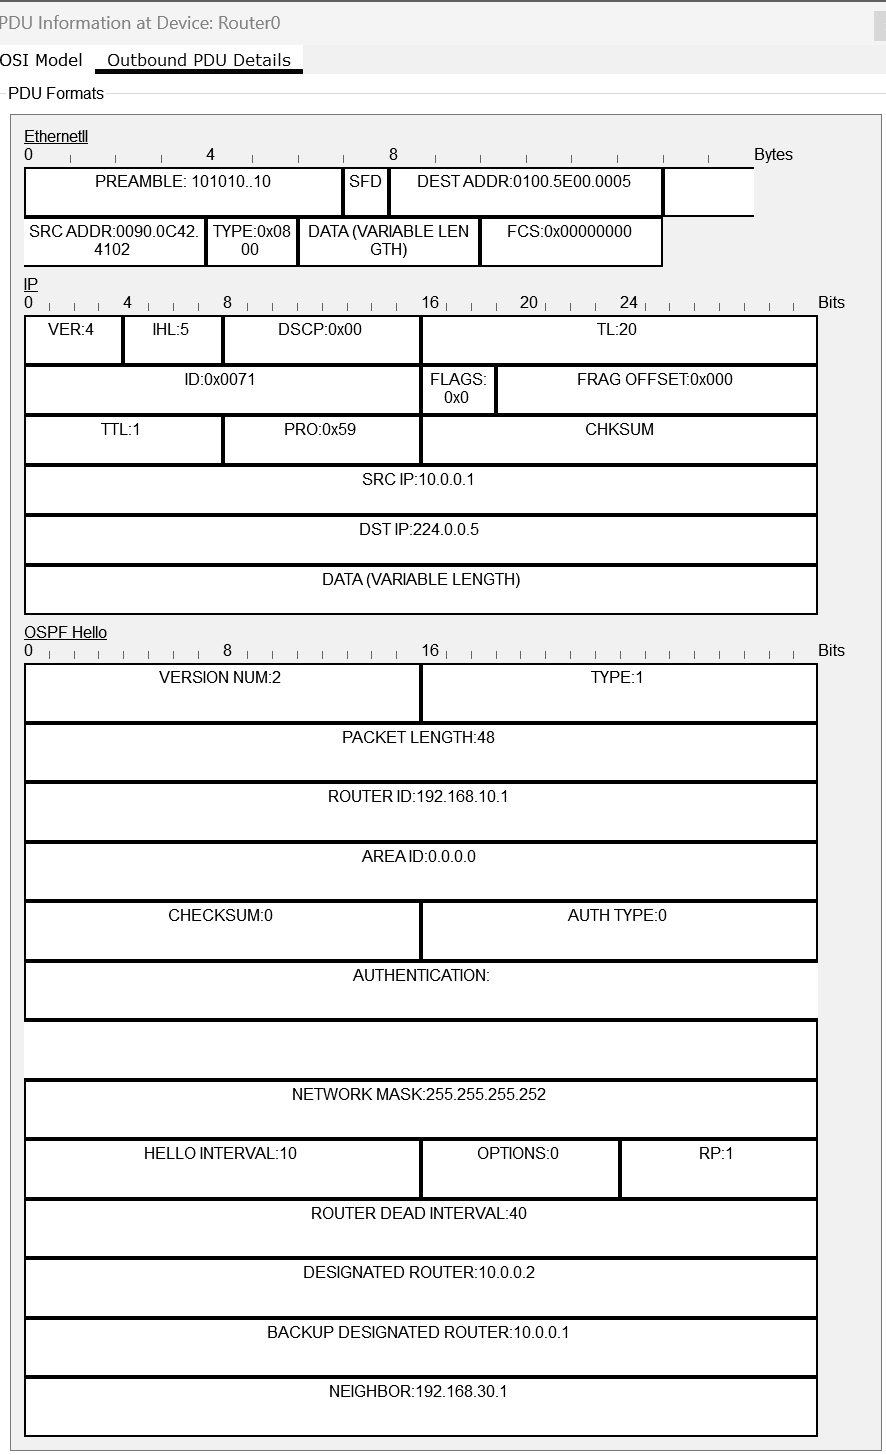 PDU Information at Device: Router0
OSI Model Outbound PDU Details
PDU Formats
EthernetII
0 4 8 Bytes
PREAMBLE: 101010..10 SFD DEST ADDR:0100.5E00.0005
SRC ADDR:0090.0C42. TYPE:0x08 DATA (VARIABLE LEN FCS:0x00000000
4102 00 GTH)
IP
0 4 8 16 20 24 Bits
VER:4 IHL:5 DSCP:0x00 TL:20
ID:0x0071 FLAGS: FRAG OFFSET:0x000
0x0
TTL:1 PRO:0x59 CHKSUM
SRC IP:10.0.0.1
DST IP:224.0.0.5
DATA (VARIABLE LENGTH)
OSPF Hello
0 8 16 Bits
VERSION NUM:2 TYPE:1
PACKET LENGTH:48
ROUTER ID:192.168.10.1
AREA ID:0.0.0.0
CHECKSUM:0 AUTH TYPE:0
AUTHENTICATION:
NETWORK MASK:255.255.255.252
HELLO INTERVAL:10 OPTIONS:0 RP:1
ROUTER DEAD INTERVAL:40
DESIGNATED ROUTER:10.0.0.2
BACKUP DESIGNATED ROUTER:10.0.0.1
NEIGHBOR:192.168.30.1